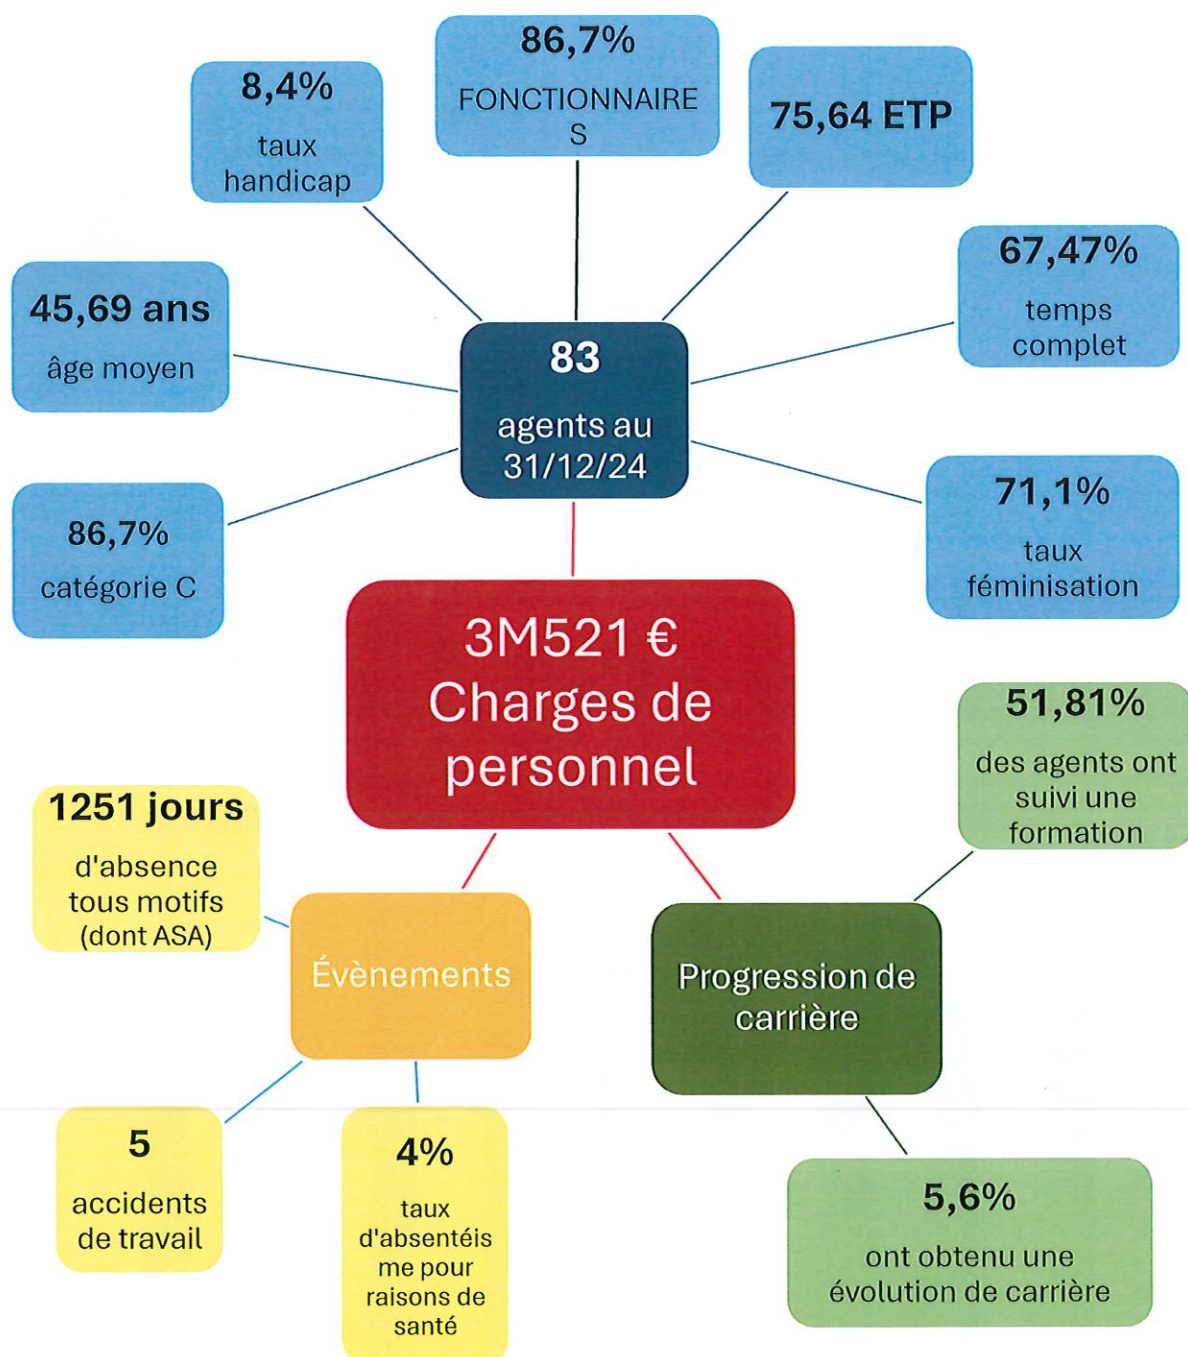 86,7%
FONCTIONNAIRE
S
8,4%
taux
handicap
75,64 ETP
67,47%
temps
complet
45,69 ans
âge moyen
83
agents au
31/12/24
71,1%
taux
féminisation
86,7%
catégorie C
3M521 €
Charges de
personnel
51,81%
des agents ont
suivi une
formation
1251 jours
d'absence
tous motifs
(dont ASA)
Évènements
Progression de
carrière
5
accidents
de travail
4%
taux
d'absentéis
me pour
raisons de
santé
5,6%
ont obtenu une
évolution de carrière